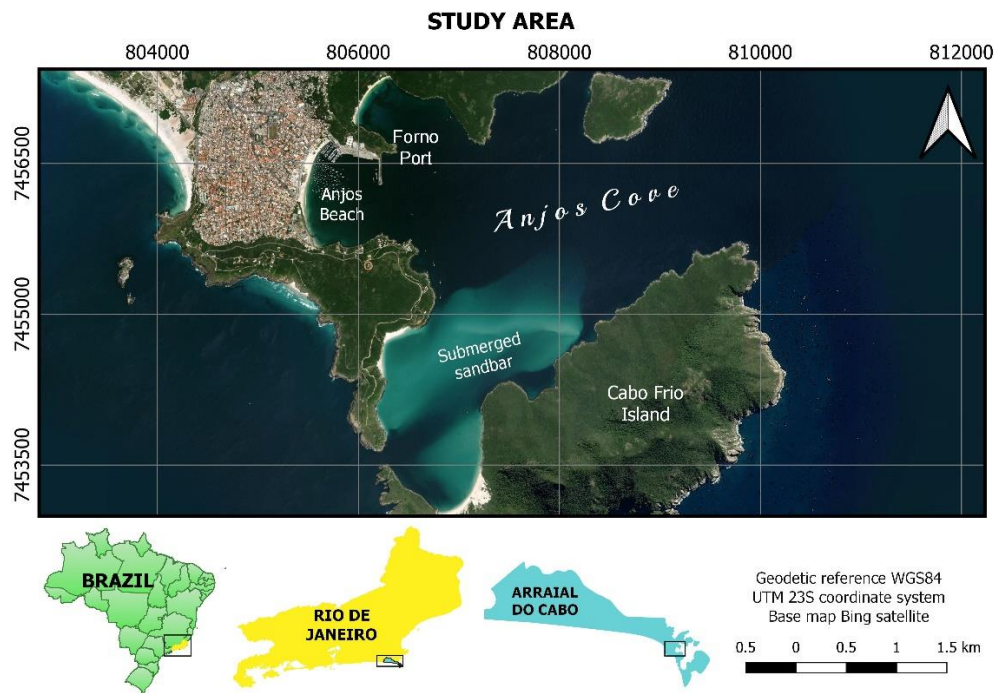 STUDY AREA
804000 806000 808000 810000 812000
7456500
7455000
7453500
Forno
Port
Anjos
Beach
Anjos Cove
Submerged
sandbar
Cabo Frio
Island
BRAZIL
RIO DE
JANEIRO
ARRAIAL
DO CABO
Geodetic reference WGS84
UTM 23S coordinate system
Base map Bing satellite
0.5 0 0.5 1 1.5 km